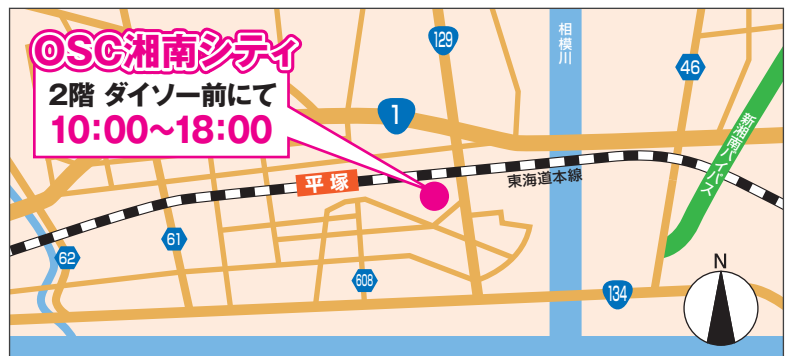 OSC湘南シティ
2階 ダイソー前にて
10:00〜18:00
129
相模川
46
1
新湘南バイパス
平塚
東海道本線
61
62
608
134
N